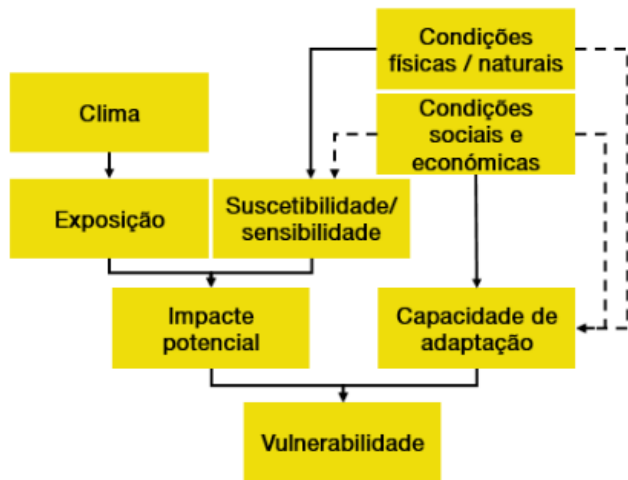 Condições
físicas / naturais
Clima
Condições
sociais e
económicas
Exposição
Suscetibilidade/
sensibilidade
Impacte
potencial
Capacidade de
adaptação
Vulnerabilidade